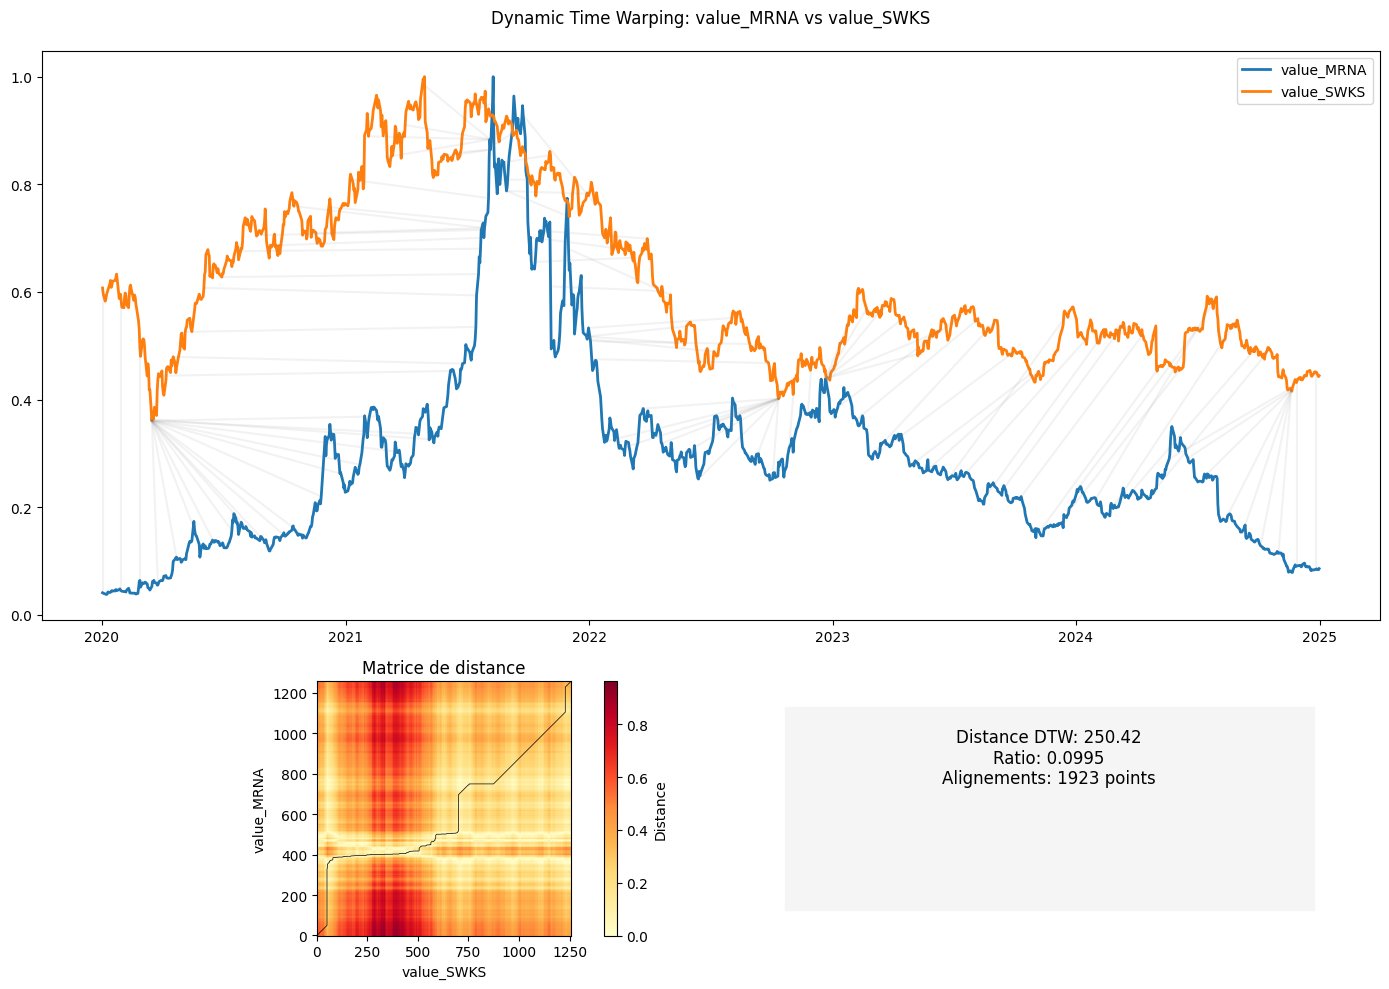 Dynamic Time Warping: value_MRNA vs value_SWKS
value_MRNA
value_SWKS
1.0
0.8
0.6
0.4
0.2
0.0
2020 2021 2022 2023 2024 2025
Matrice de distance
1200
1000
800
600
400
200
0
value_MRNA
0 250 500 750 1000 1250
value_SWKS
0.8
0.6
0.4
0.2
0.0
Distance
Distance DTW: 250.42
Ratio: 0.0995
Alignements: 1923 points